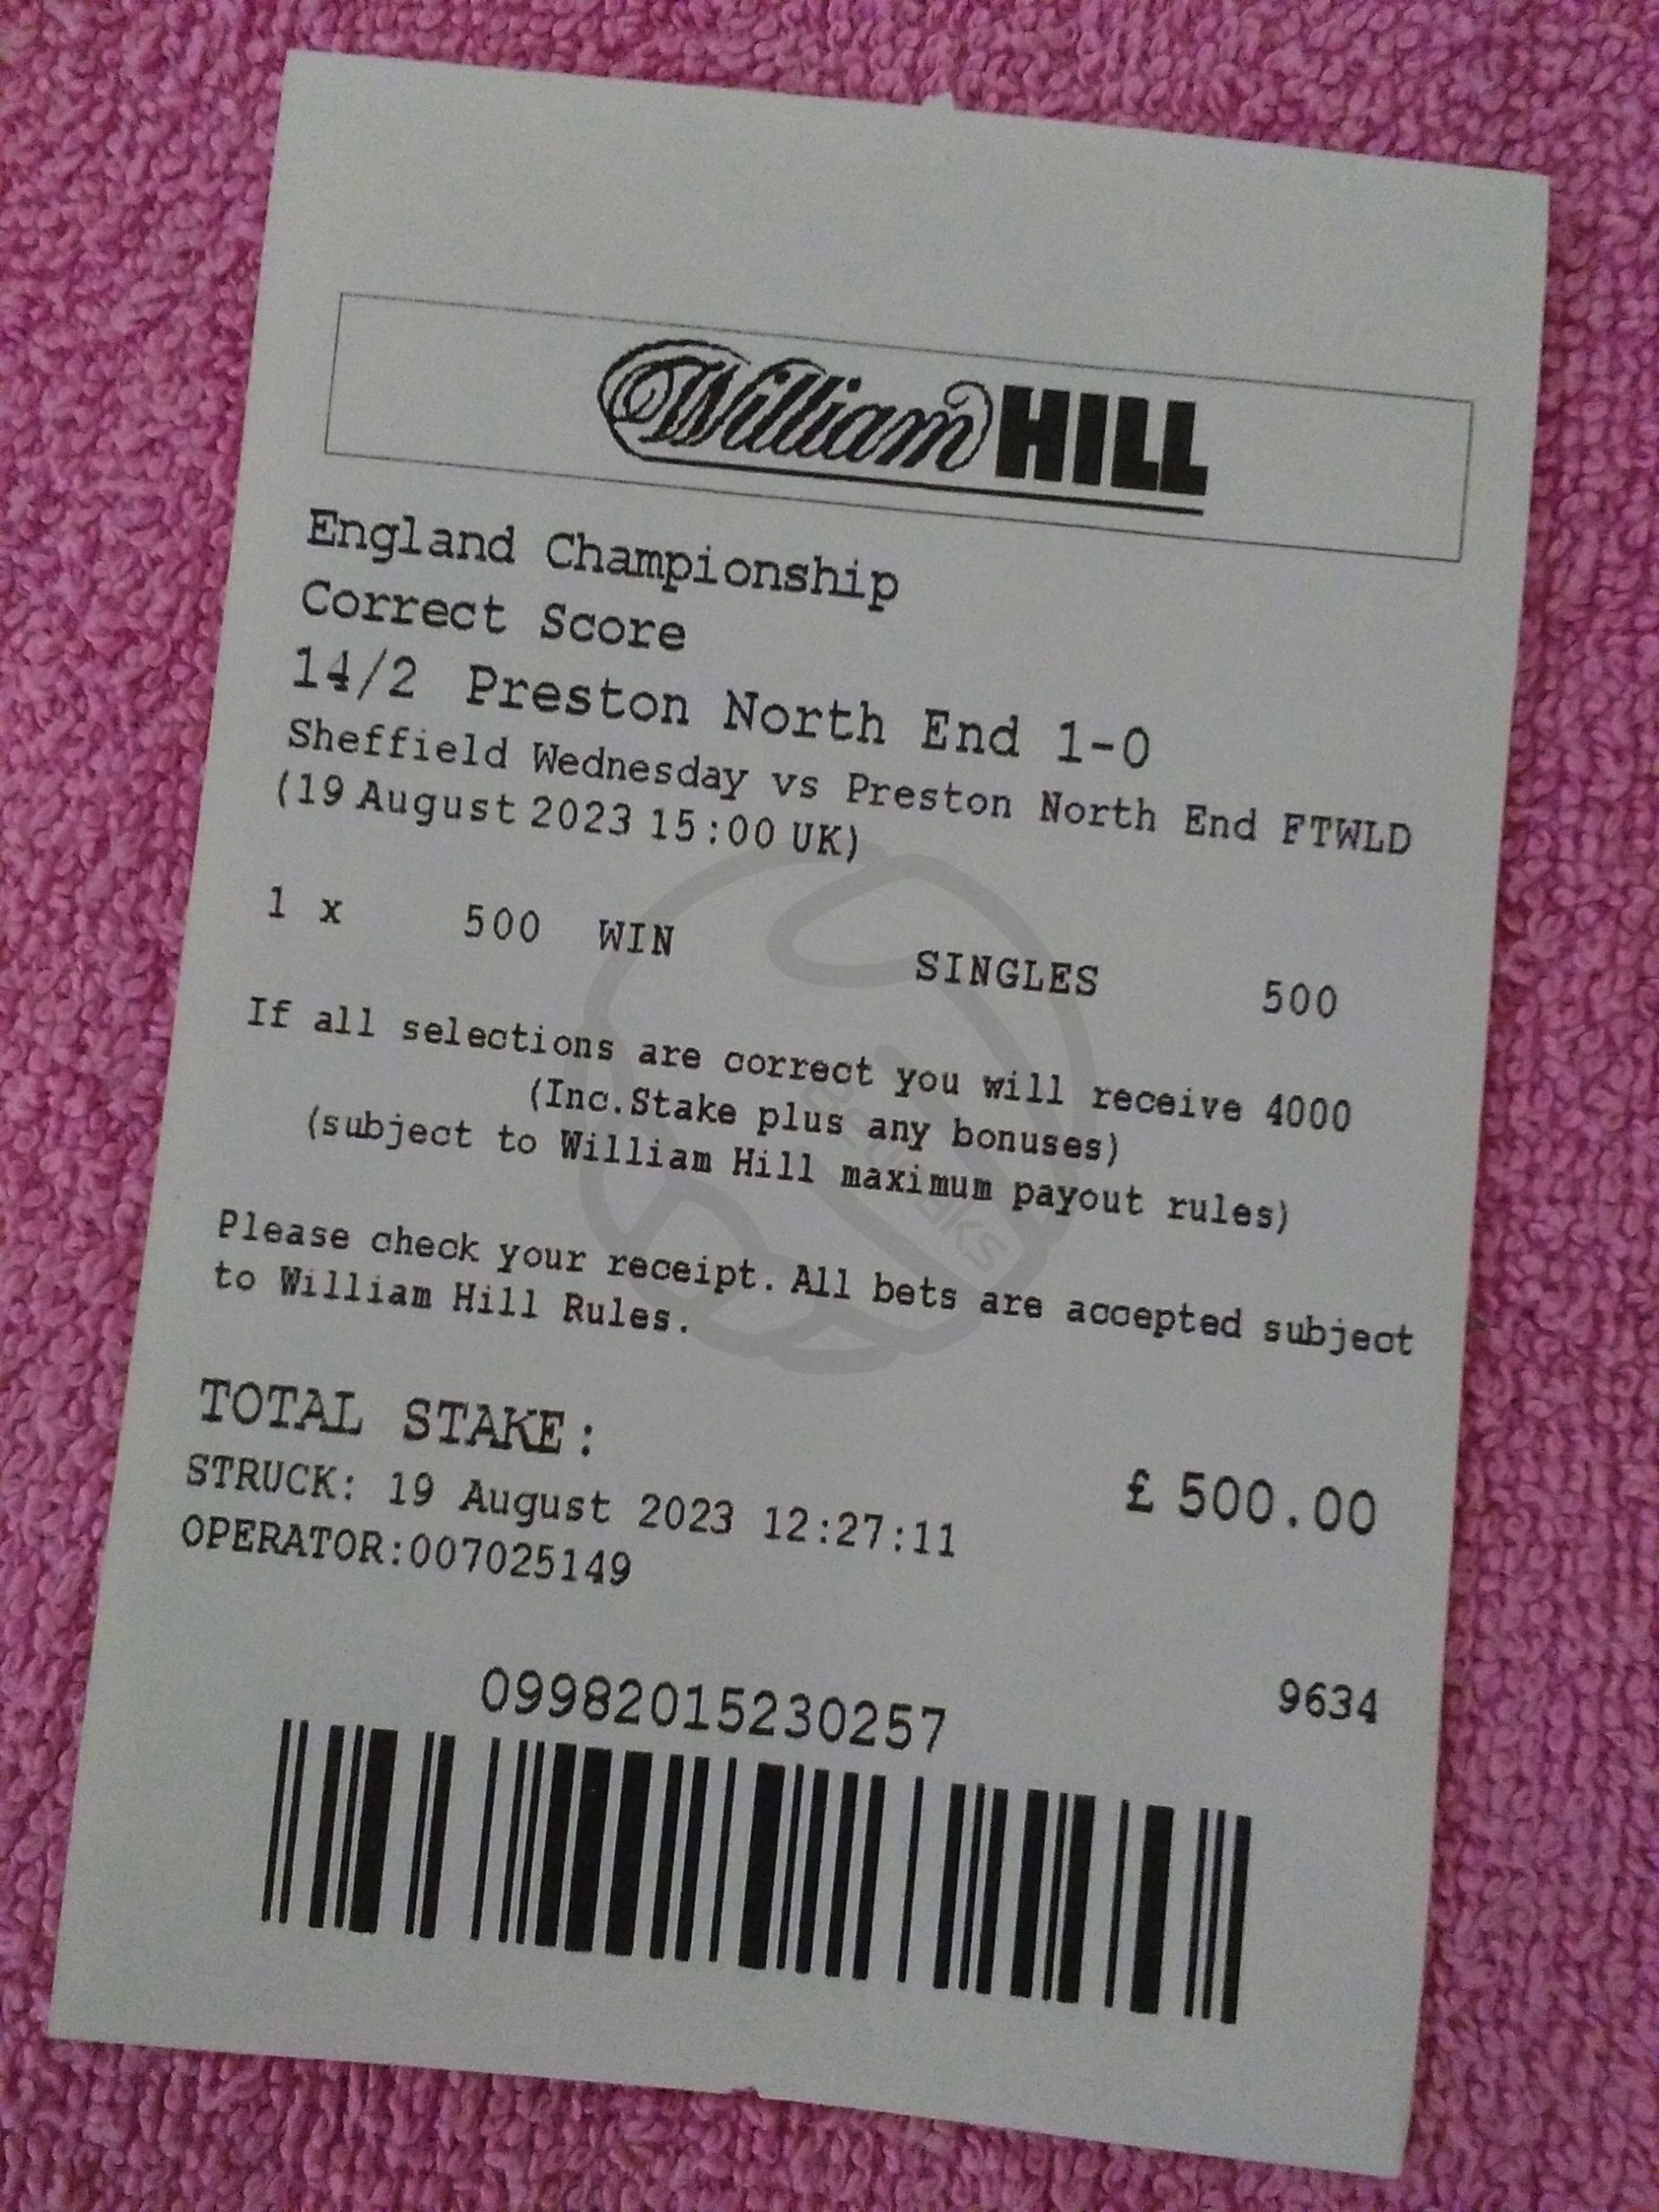 William HILL
England Championship
Correct Score
14/2 Preston North End 1-0
Sheffield Wednesday vs Preston North End FTWLD
(19 August 2023 15:00 UK)
1 x 500 WIN SINGLES 500
If all selections are correct you will receive 4000
(Inc.Stake plus any bonuses)
(subject to William Hill maximum payout rules)
Please check your receipt. All bets are accepted subject
to William Hill Rules.
TOTAL STAKE: £ 500.00
STRUCK: 19 August 2023 12:27:11
OPERATOR:007025149
09982015230257 9634